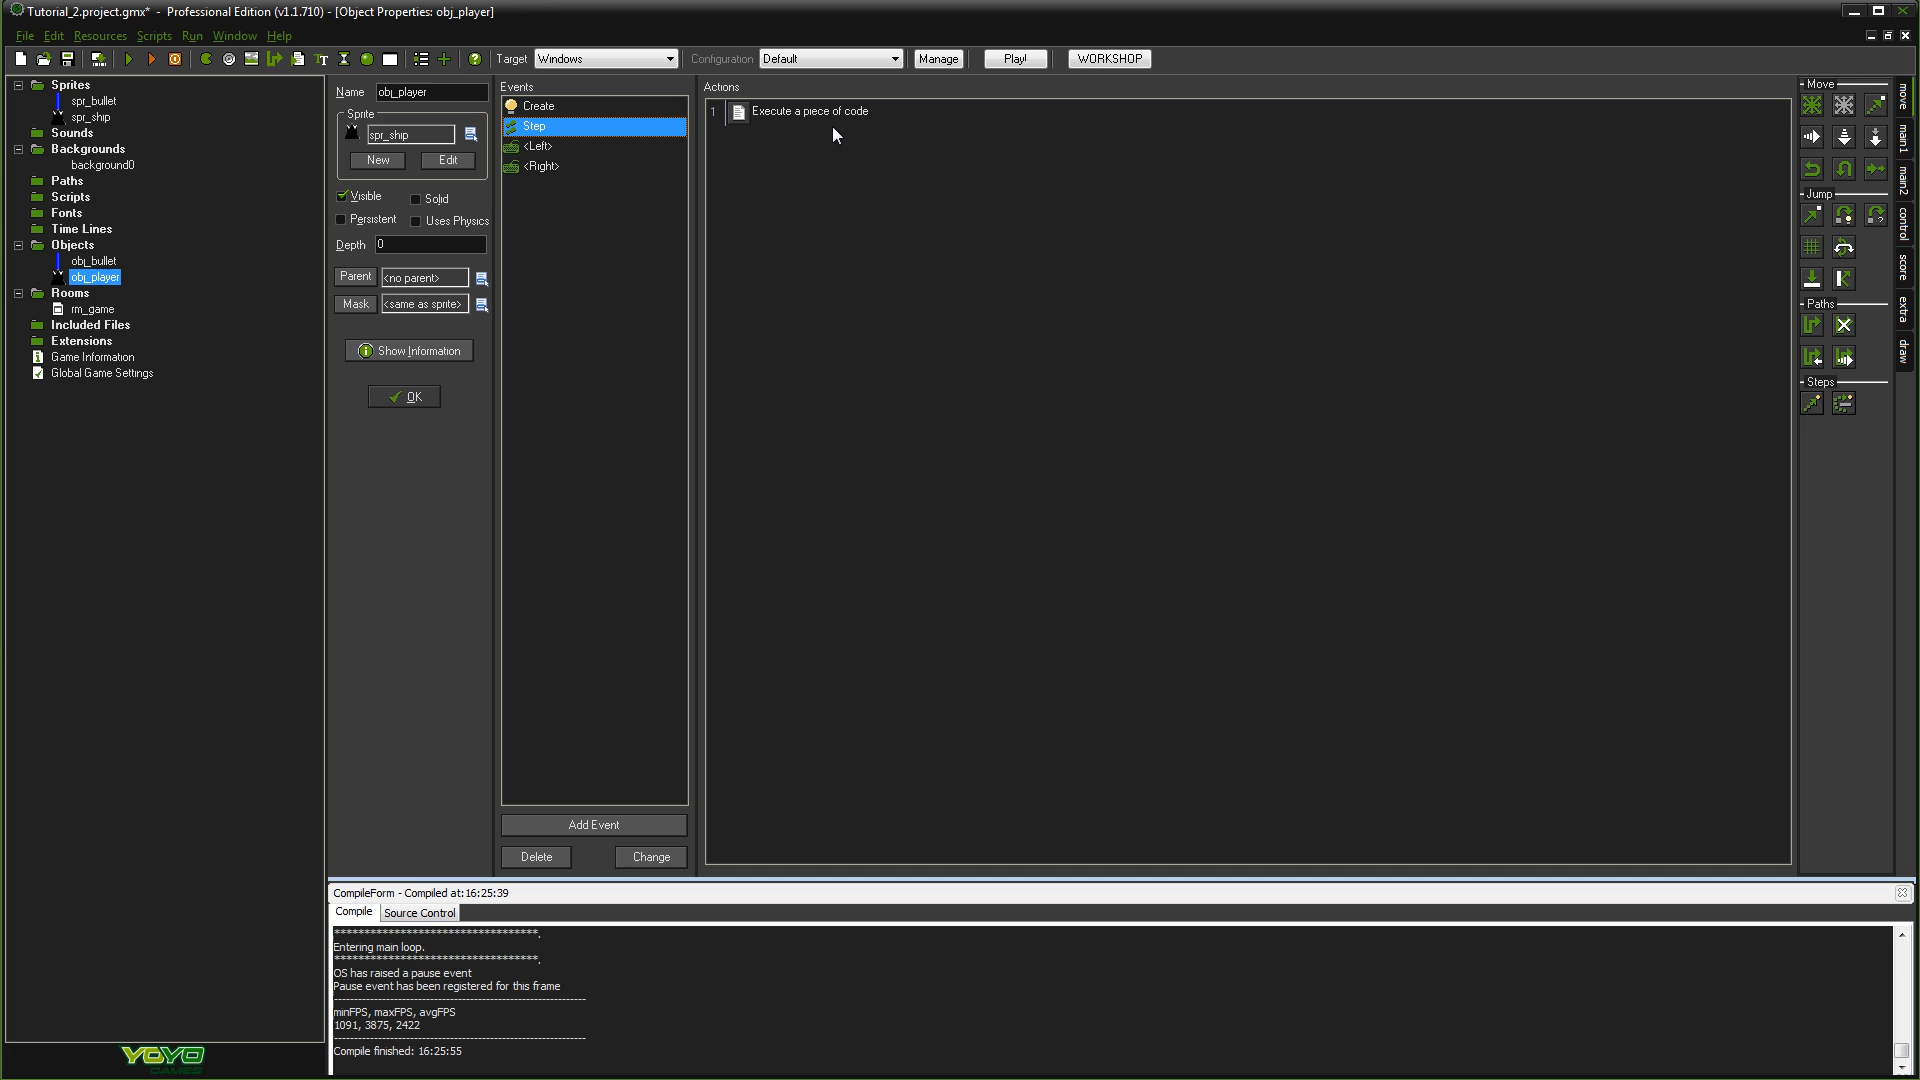 Tutorial_2.project.gmx* - Professional Edition (v1.1.710) - [Object Properties: obj_player]
File Edit Resources Scripts Run Window Help
Target Windows Configuration Default Manage Play! WORKSHOP
Sprites
spr_bullet
spr_ship
Sounds
Backgrounds
background0
Paths
Scripts
Fonts
Time Lines
Objects
obj_bullet
obj_player
Rooms
rm_game
Included Files
Extensions
Game Information
Global Game Settings
YOYO
GAMES
Name obj_player
Sprite
spr_ship
New Edit
Visible Solid
Persistent Uses Physics
Depth 0
Parent <no parent>
Mask <same as sprite>
Show Information
OK
Events
Create
Step
<Left>
<Right>
Add Event
Delete Change
Actions
1 Execute a piece of code
Move
Jump
Paths
Steps
move
main1
main2
control
score
extra
draw
CompileForm - Compiled at:16:25:39
Compile Source Control
**********************************.
Entering main loop.
**********************************.
OS has raised a pause event
Pause event has been registered for this frame
---------------------------------------------------------------
minFPS, maxFPS, avgFPS
1091, 3875, 2422
---------------------------------------------------------------
Compile finished: 16:25:55